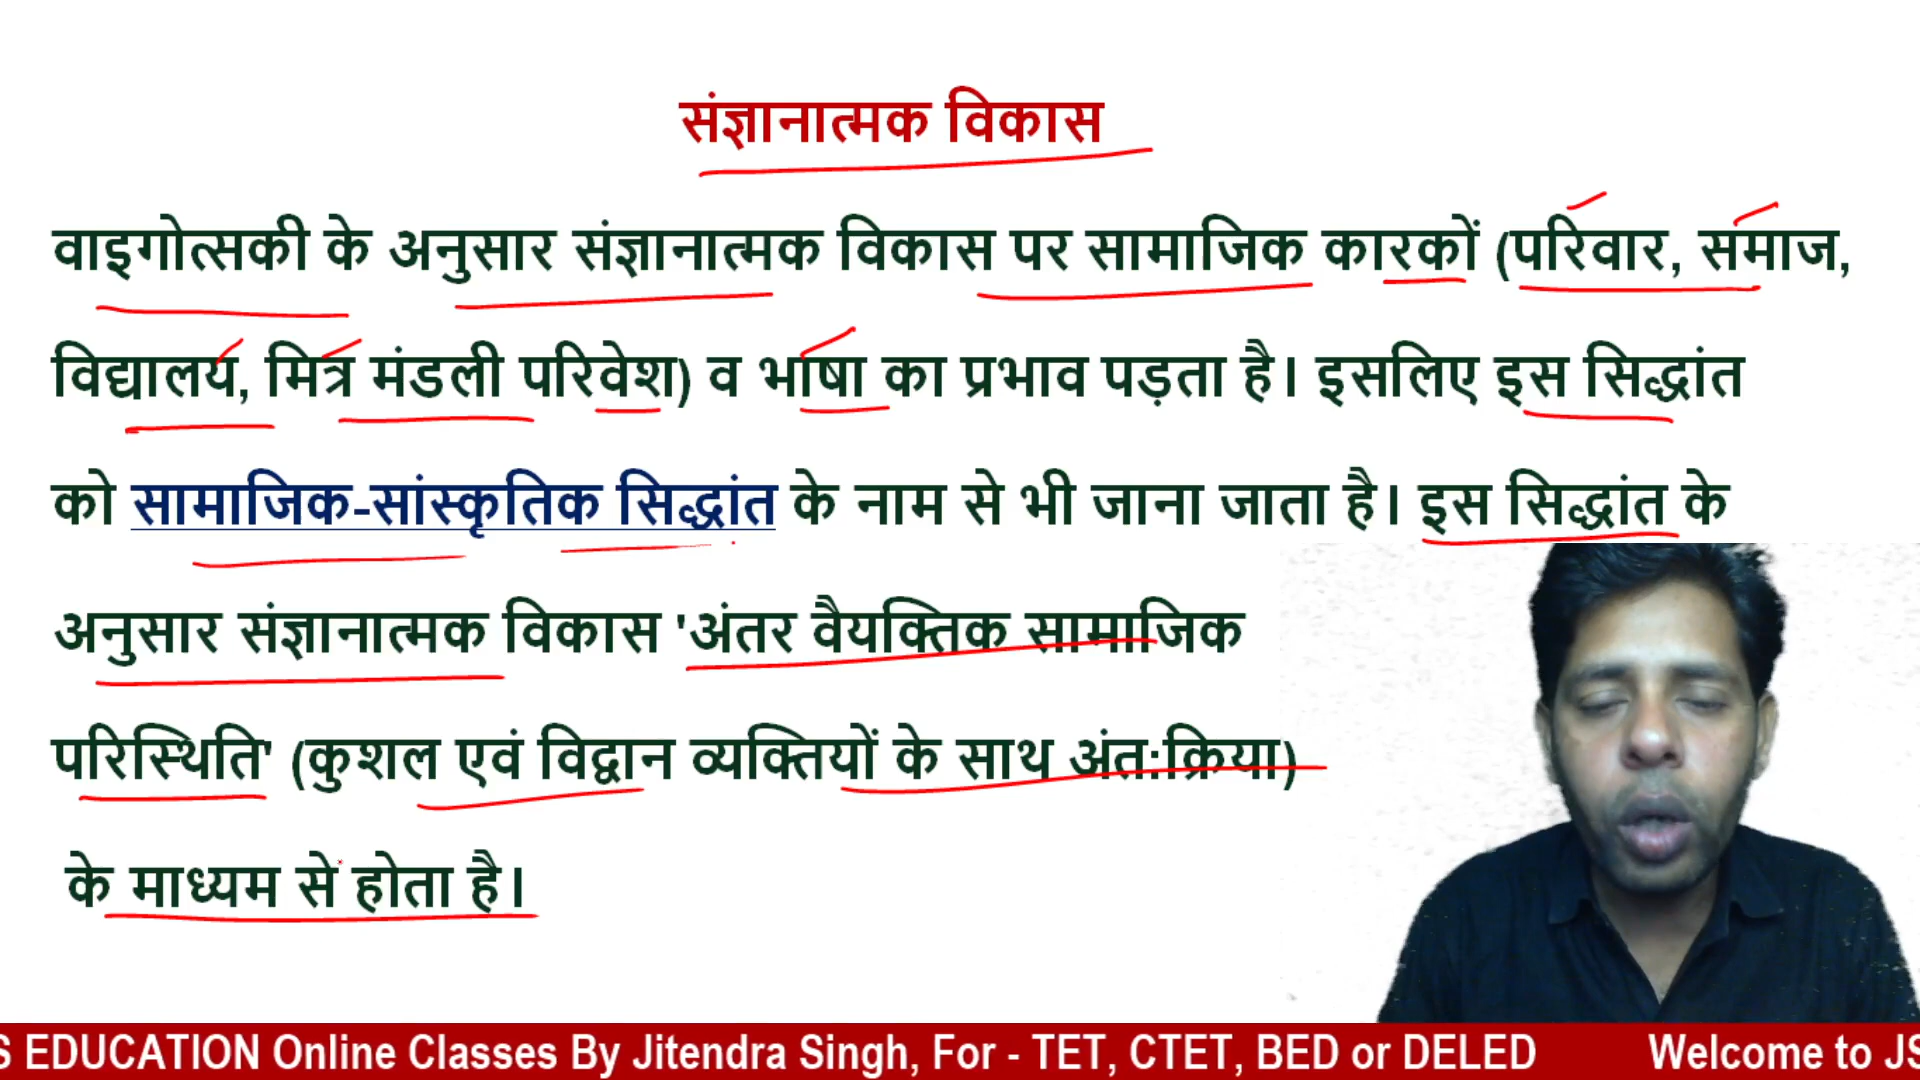 संज्ञानात्मक विकास
वाइगोत्सकी के अनुसार संज्ञानात्मक विकास पर सामाजिक कारकों (परिवार, समाज,
विद्यालय, मित्र मंडली परिवेश) व भाषा का प्रभाव पड़ता है। इसलिए इस सिद्धांत
को सामाजिक-सांस्कृतिक सिद्धांत के नाम से भी जाना जाता है। इस सिद्धांत के
अनुसार संज्ञानात्मक विकास 'अंतर वैयक्तिक सामाजिक
परिस्थिति' (कुशल एवं विद्वान व्यक्तियों के साथ अंत:क्रिया)
के माध्यम से होता है।
S EDUCATION Online Classes By Jitendra Singh, For - TET, CTET, BED or DELED Welcome to JS